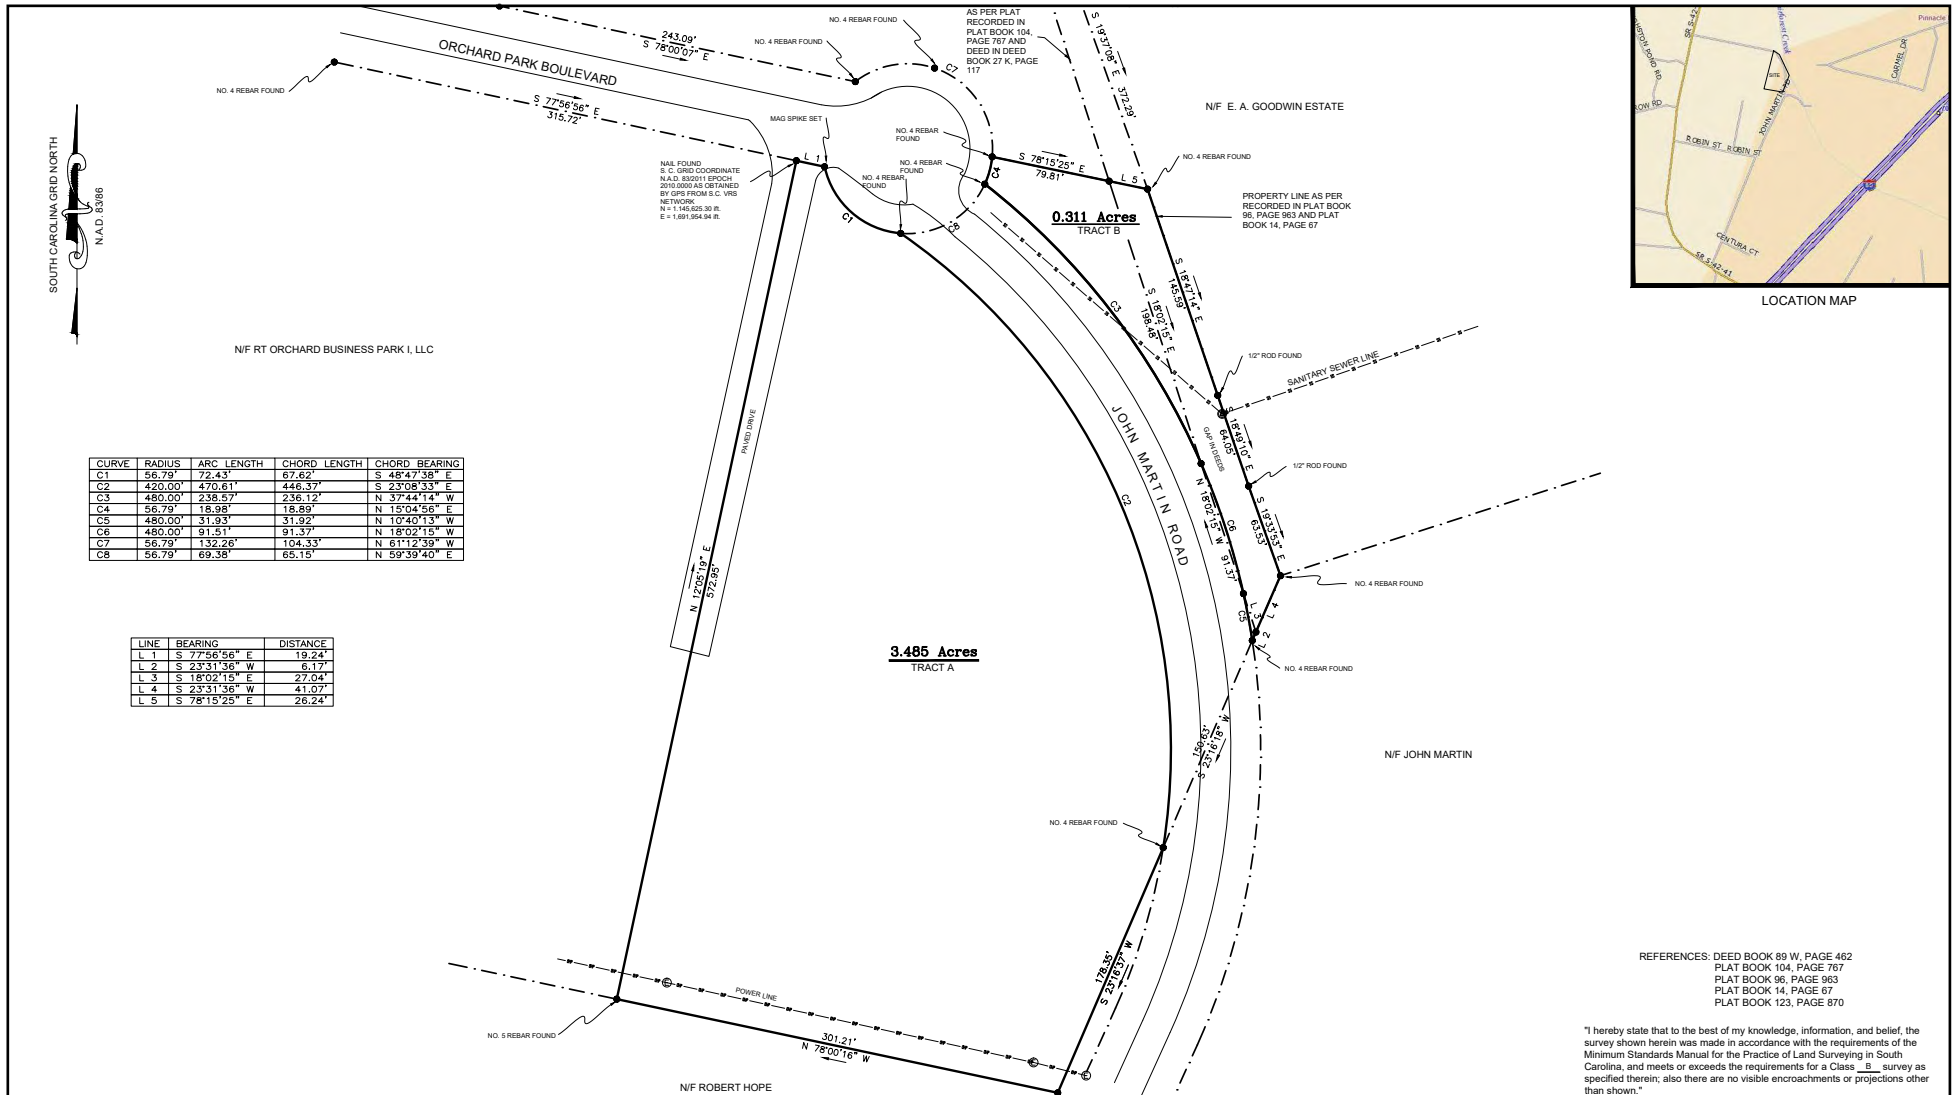 243.09'
S 78°00'07" E
ORCHARD PARK BOULEVARD
NO. 4 REBAR FOUND
NO. 4 REBAR FOUND
NO. 4 REBAR FOUND
C7
AS PER PLAT
RECORDED IN
PLAT BOOK 104,
PAGE 767 AND
DEED IN DEED
BOOK 27 K, PAGE
117
S 19°37'08" E 372.29'
N/F E. A. GOODWIN ESTATE
S 77°56'56" E
315.72'
MAG SPIKE SET
NO. 4 REBAR
FOUND
NO. 4 REBAR
FOUND
NO. 4 REBAR
FOUND
L 1
NAIL FOUND
S. C. GRID COORDINATE
N.A.D. 83/2011 EPOCH
2010.0000 AS OBTAINED
BY GPS FROM S.C. VRS
NETWORK
N = 1,145,625.30 ift.
E = 1,691,954.94 ift.
C1
C8
C4
S 78°15'25" E
79.81'
L 5
NO. 4 REBAR FOUND
0.311 Acres
TRACT B
PROPERTY LINE AS PER
RECORDED IN PLAT BOOK
96, PAGE 963 AND PLAT
BOOK 14, PAGE 67
SOUTH CAROLINA GRID NORTH
N.A.D. 83/86
N/F RT ORCHARD BUSINESS PARK I, LLC
S 18°47'14" E
145.59'
S 18°02'15" E
198.48'
C3
1/2" ROD FOUND
SANITARY SEWER LINE
PAVED DRIVE
JOHN MARTIN ROAD
GAP IN DEEDS
S 18°49'10" E
64.05'
1/2" ROD FOUND
C2
N 18°02'15" W 91.37'
C6
S 19°33'53" E
63.53'
NO. 4 REBAR FOUND
L 3
L 4
C5
L 2
NO. 4 REBAR FOUND
CURVE RADIUS ARC LENGTH CHORD LENGTH CHORD BEARING
C1 56.79' 72.43' 67.62' S 48°47'38" E
C2 420.00' 470.61' 446.37' S 23°08'33" E
C3 480.00' 238.57' 236.12' N 37°44'14" W
C4 56.79' 18.98' 18.89' N 15°04'56" E
C5 480.00' 31.93' 31.92' N 10°40'13" W
C6 480.00' 91.51' 91.37' N 18°02'15" W
C7 56.79' 132.26' 104.33' N 61°12'39" W
C8 56.79' 69.38' 65.15' N 59°39'40" E
LINE BEARING DISTANCE
L 1 S 77°56'56" E 19.24'
L 2 S 23°31'36" W 6.17'
L 3 S 18°02'15" E 27.04'
L 4 S 23°31'36" W 41.07'
L 5 S 78°15'25" E 26.24'
N 12°05'19" E
572.95'
3.485 Acres
TRACT A
150.63'
S 23°16'18" W
N/F JOHN MARTIN
NO. 4 REBAR FOUND
178.35'
S 23°16'37" W
POWER LINE
NO. 5 REBAR FOUND
301.21'
N 78°00'16" W
N/F ROBERT HOPE
SR S-42-
Pinnacle
CARMEL DR
SITE
JOHN MARTIN RD
ROW RD
ROBIN ST ROBIN ST
85
CENTURA CT
SR S-42-41
LOCATION MAP
REFERENCES: DEED BOOK 89 W, PAGE 462
PLAT BOOK 104, PAGE 767
PLAT BOOK 96, PAGE 963
PLAT BOOK 14, PAGE 67
PLAT BOOK 123, PAGE 870
"I hereby state that to the best of my knowledge, information, and belief, the
survey shown herein was made in accordance with the requirements of the
Minimum Standards Manual for the Practice of Land Surveying in South
Carolina, and meets or exceeds the requirements for a Class B survey as
specified therein; also there are no visible encroachments or projections other
than shown."